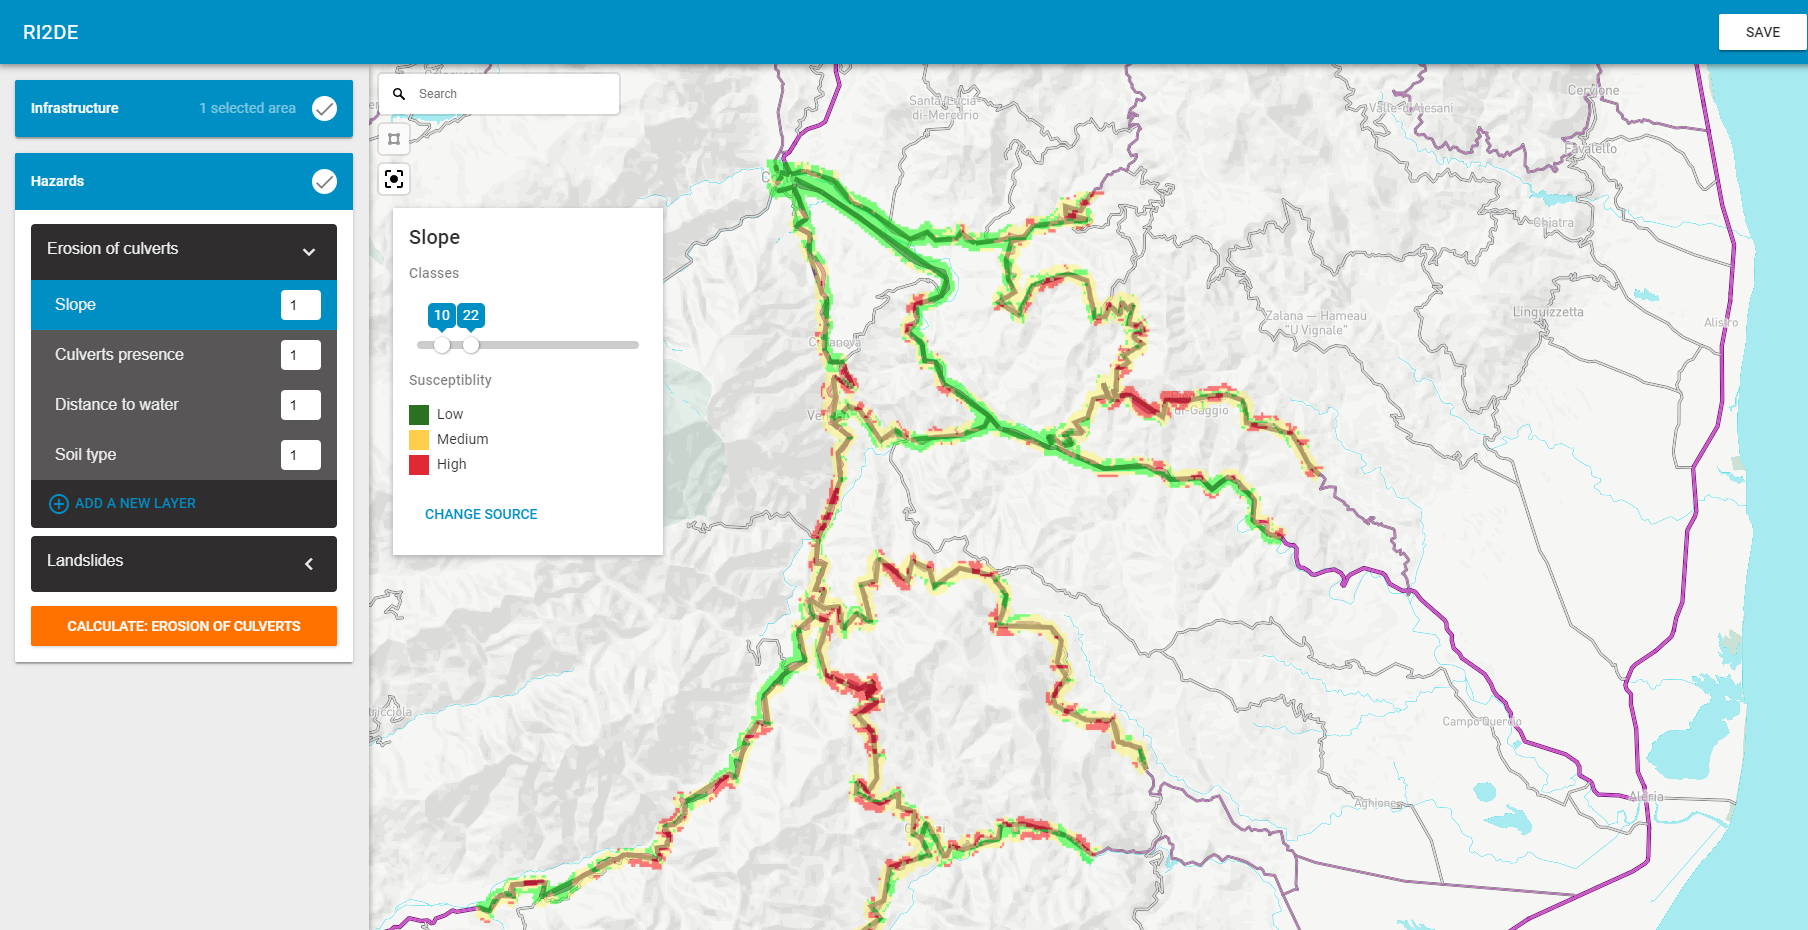 RI2DE
SAVE
Infrastructure
1 selected area
Hazards
Erosion of culverts
Slope
1
Culverts presence
1
Distance to water
1
Soil type
1
ADD A NEW LAYER
Landslides
CALCULATE: EROSION OF CULVERTS
Search
Slope
Classes
10
22
Susceptiblity
Low
Medium
High
CHANGE SOURCE
Santa-Lucia-
di-Mercurio
Valle-d'Alesani
Cervione
Favalello
Chiatra
Linguizzetta
Alistro
Zalana — Hameau
"U Vignale"
di-Gaggio
Campo Quercio
Aghione
Aléria